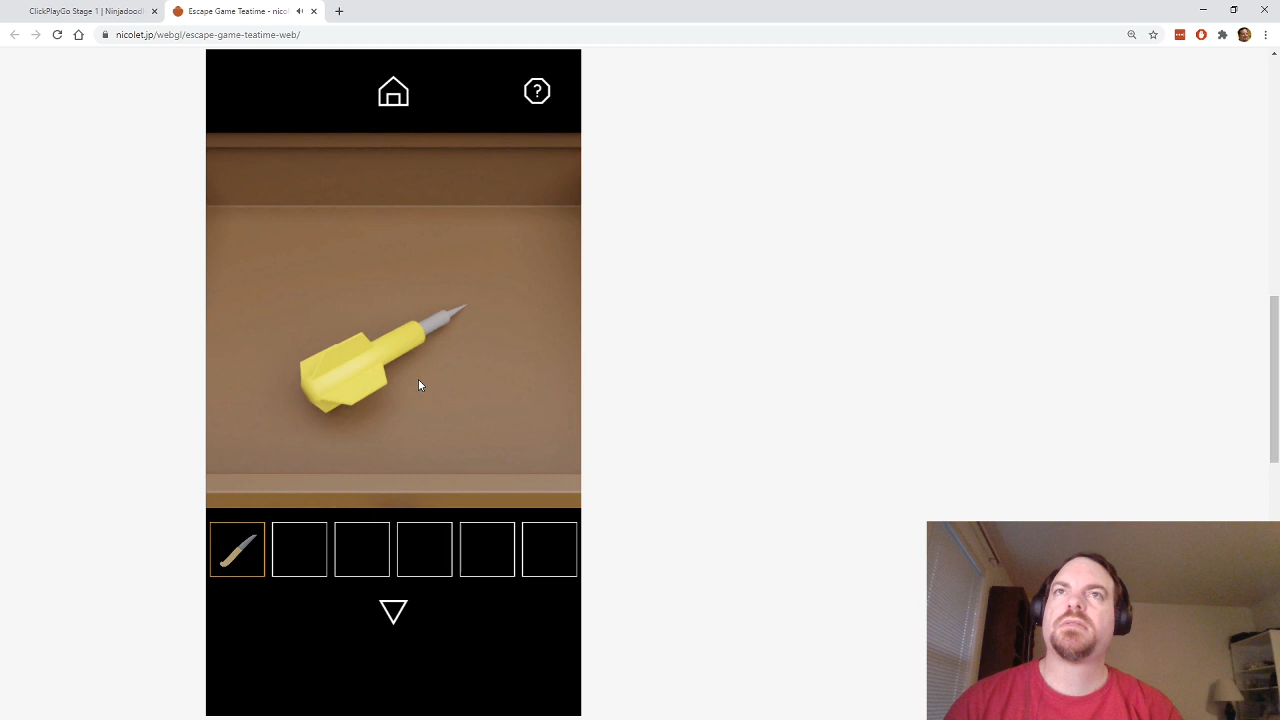 ClickPlayGo Stage 1 | Ninjadoodl
Escape Game Teatime - nicol
nicolet.jp/webgl/escape-game-teatime-web/
?